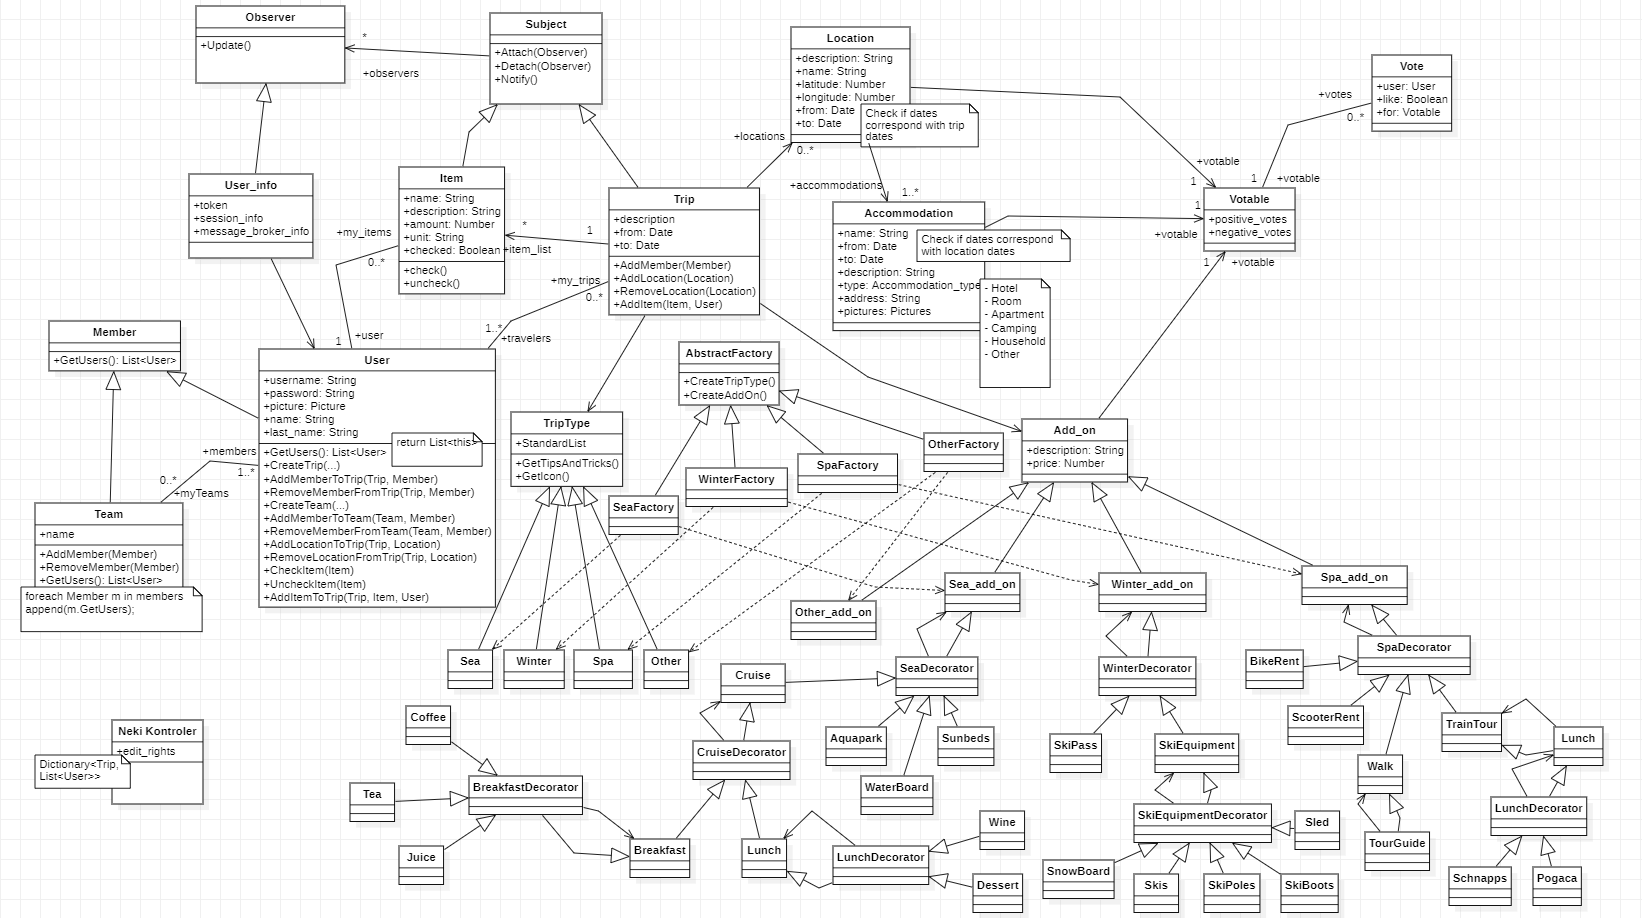 Observer
+Update()
*
+observers
Subject
+Attach(Observer)
+Detach(Observer)
+Notify()
Location
+description: String
+name: String
+latitude: Number
+longitude: Number
+from: Date
+to: Date
Check if dates
correspond with trip
dates
+locations
0..*
Vote
+user: User
+like: Boolean
+for: Votable
+votes
0..*
+votable
1
1
+votable
User_info
+token
+session_info
+message_broker_info
Item
+name: String
+description: String
+amount: Number
+unit: String
+checked: Boolean
+check()
+uncheck()
+my_items
0..*
*
1
+item_list
Trip
+description
+from: Date
+to: Date
+AddMember(Member)
+AddLocation(Location)
+RemoveLocation(Location)
+AddItem(Item, User)
+my_trips
0..*
+accommodations
1..*
Accommodation
+name: String
+from: Date
+to: Date
+description: String
+type: Accommodation_type
+address: String
+pictures: Pictures
Check if dates correspond
with location dates
- Hotel
- Room
- Apartment
- Camping
- Household
- Other
Votable
+positive_votes
+negative_votes
1
+votable
1
+votable
Member
+GetUsers(): List<User>
1
+user
1..*
+travelers
User
+username: String
+password: String
+picture: Picture
+name: String
+last_name: String
+GetUsers(): List<User>
+CreateTrip(...)
+AddMemberToTrip(Trip, Member)
+RemoveMemberFromTrip(Trip, Member)
+CreateTeam(...)
+AddMemberToTeam(Team, Member)
+RemoveMemberFromTeam(Team, Member)
+AddLocationToTrip(Trip, Location)
+RemoveLocationFromTrip(Trip, Location)
+CheckItem(Item)
+UncheckItem(Item)
+AddItemToTrip(Trip, Item, User)
return List<this>
+members
1..*
0..*
+myTeams
Team
+name
+AddMember(Member)
+RemoveMember(Member)
+GetUsers(): List<User>
foreach Member m in members
append(m.GetUsers);
AbstractFactory
+CreateTripType()
+CreateAddOn()
TripType
+StandardList
+GetTipsAndTricks()
+GetIcon()
SeaFactory
WinterFactory
SpaFactory
OtherFactory
Add_on
+description: String
+price: Number
Other_add_on
Sea_add_on
Winter_add_on
Spa_add_on
Sea
Winter
Spa
Other
Cruise
SeaDecorator
WinterDecorator
BikeRent
SpaDecorator
Neki Kontroler
+edit_rights
Dictionary<Trip,
List<User>>
Coffee
CruiseDecorator
Aquapark
Sunbeds
SkiPass
SkiEquipment
ScooterRent
TrainTour
Lunch
Tea
BreakfastDecorator
WaterBoard
Walk
Juice
Breakfast
Lunch
LunchDecorator
Wine
Dessert
SkiEquipmentDecorator
Sled
SnowBoard
Skis
SkiPoles
SkiBoots
TourGuide
LunchDecorator
Schnapps
Pogaca